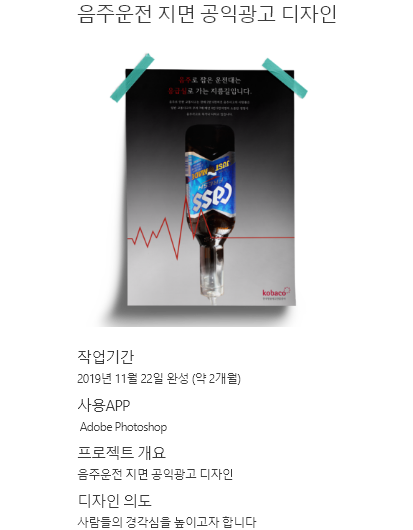 음주운전 지면 공익광고 디자인
음주로 잡은 운전대는
응급실로 가는 지름길입니다.
Cass
kobaco
작업기간
2019년 11월 22일 완성 (약 2개월)
사용APP
Adobe Photoshop
프로젝트 개요
음주운전 지면 공익광고 디자인
디자인 의도
사람들의 경각심을 높이고자 합니다